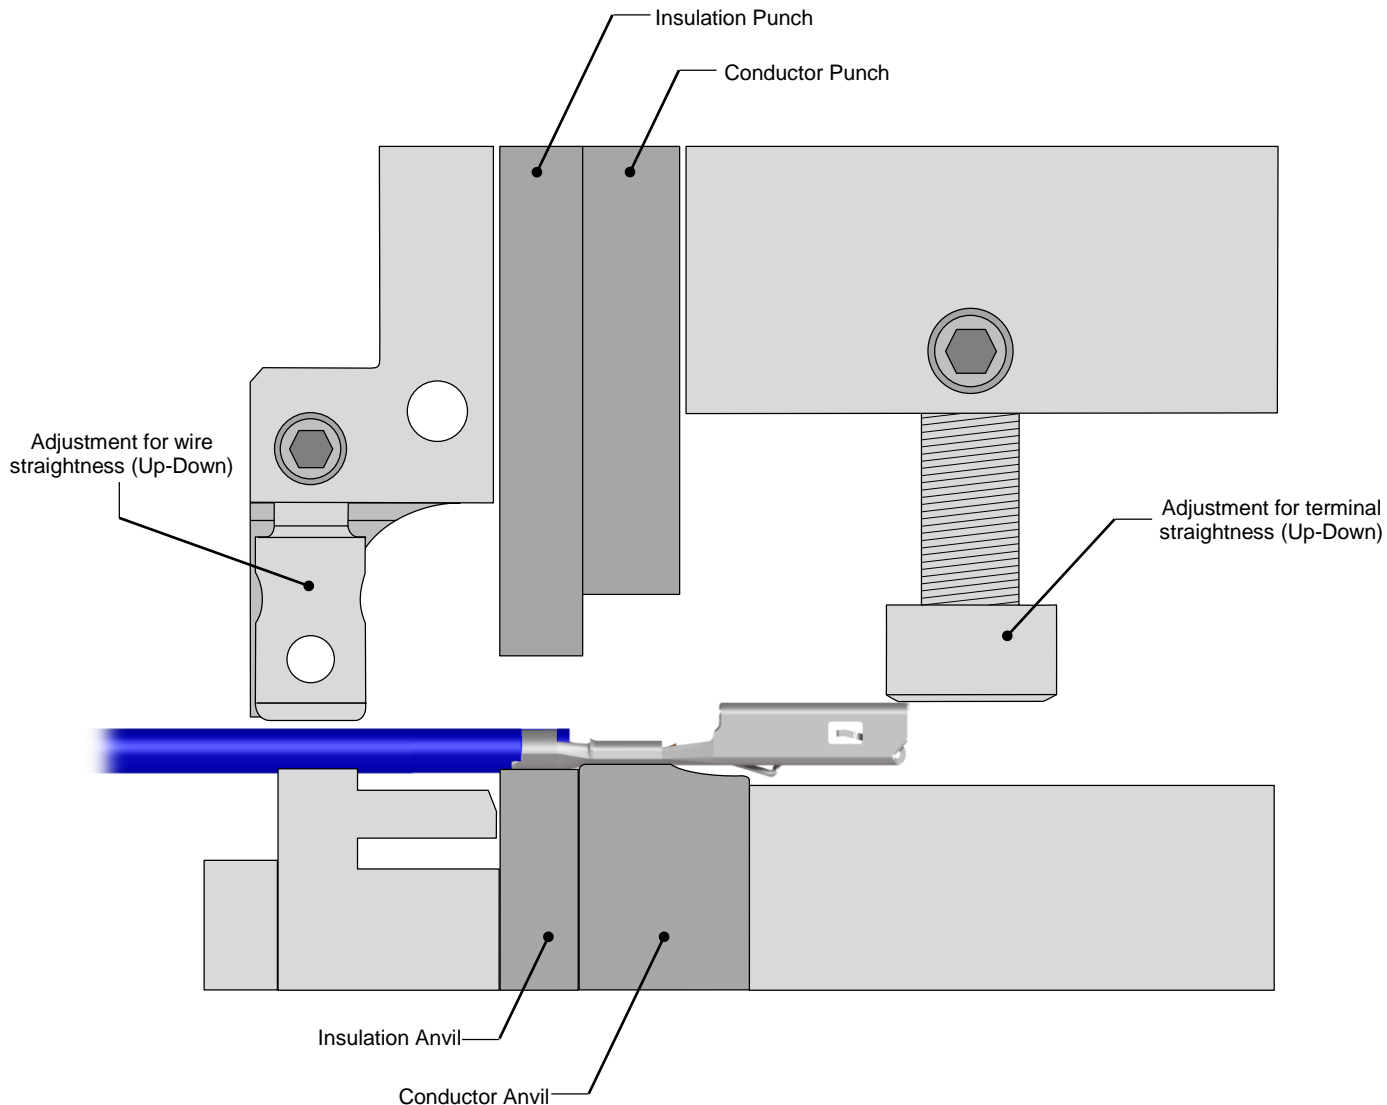 Insulation Punch
Conductor Punch
Adjustment for wire
straightness (Up-Down)
Adjustment for terminal
straightness (Up-Down)
Insulation Anvil
Conductor Anvil